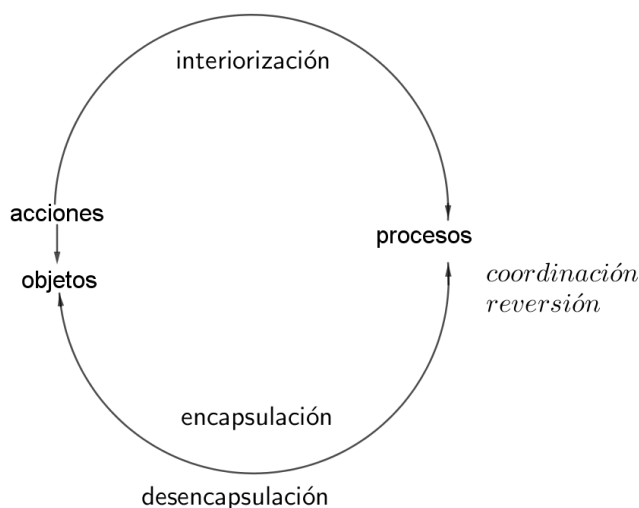 interiorización
acciones
procesos
objetos
coordinación
reversión
encapsulación
desencapsulación